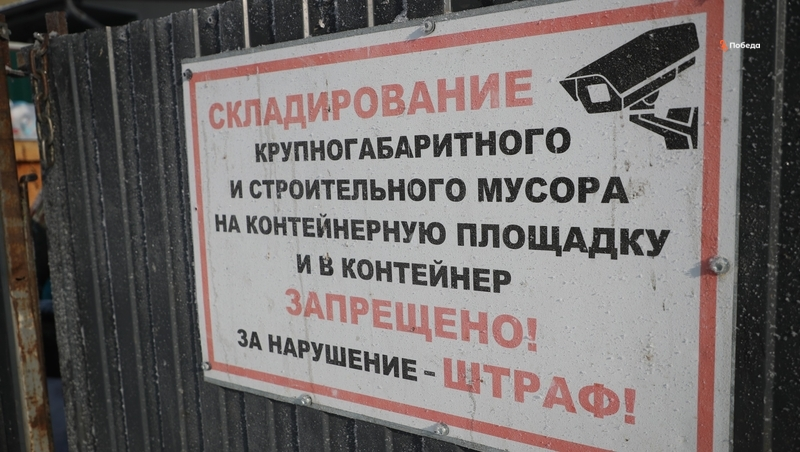 Победа
СКЛАДИРОВАНИЕ
КРУПНОГАБАРИТНОГО
И СТРОИТЕЛЬНОГО МУСОРА
НА КОНТЕЙНЕРНУЮ ПЛОЩАДКУ
И В КОНТЕЙНЕР
ЗАПРЕЩЕНО!
ЗА НАРУШЕНИЕ – ШТРАФ!